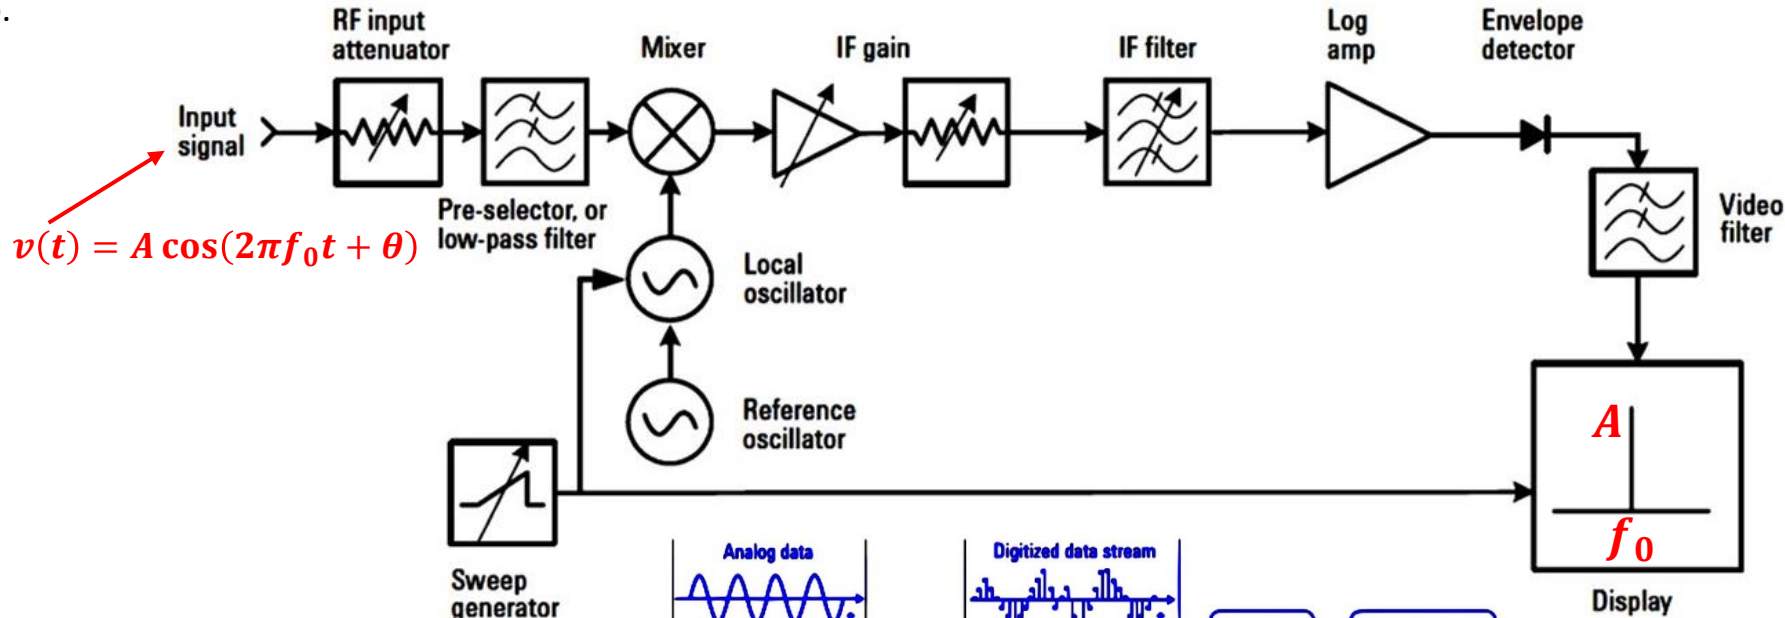 .
RF input
attenuator
Mixer
IF gain
IF filter
Log
amp
Envelope
detector
Input
signal
Pre-selector, or
low-pass filter
v(t) = A cos(2πf₀t + θ)
Local
oscillator
Video
filter
Reference
oscillator
A
f₀
Analog data
Digitized data stream
Sweep
generator
Display